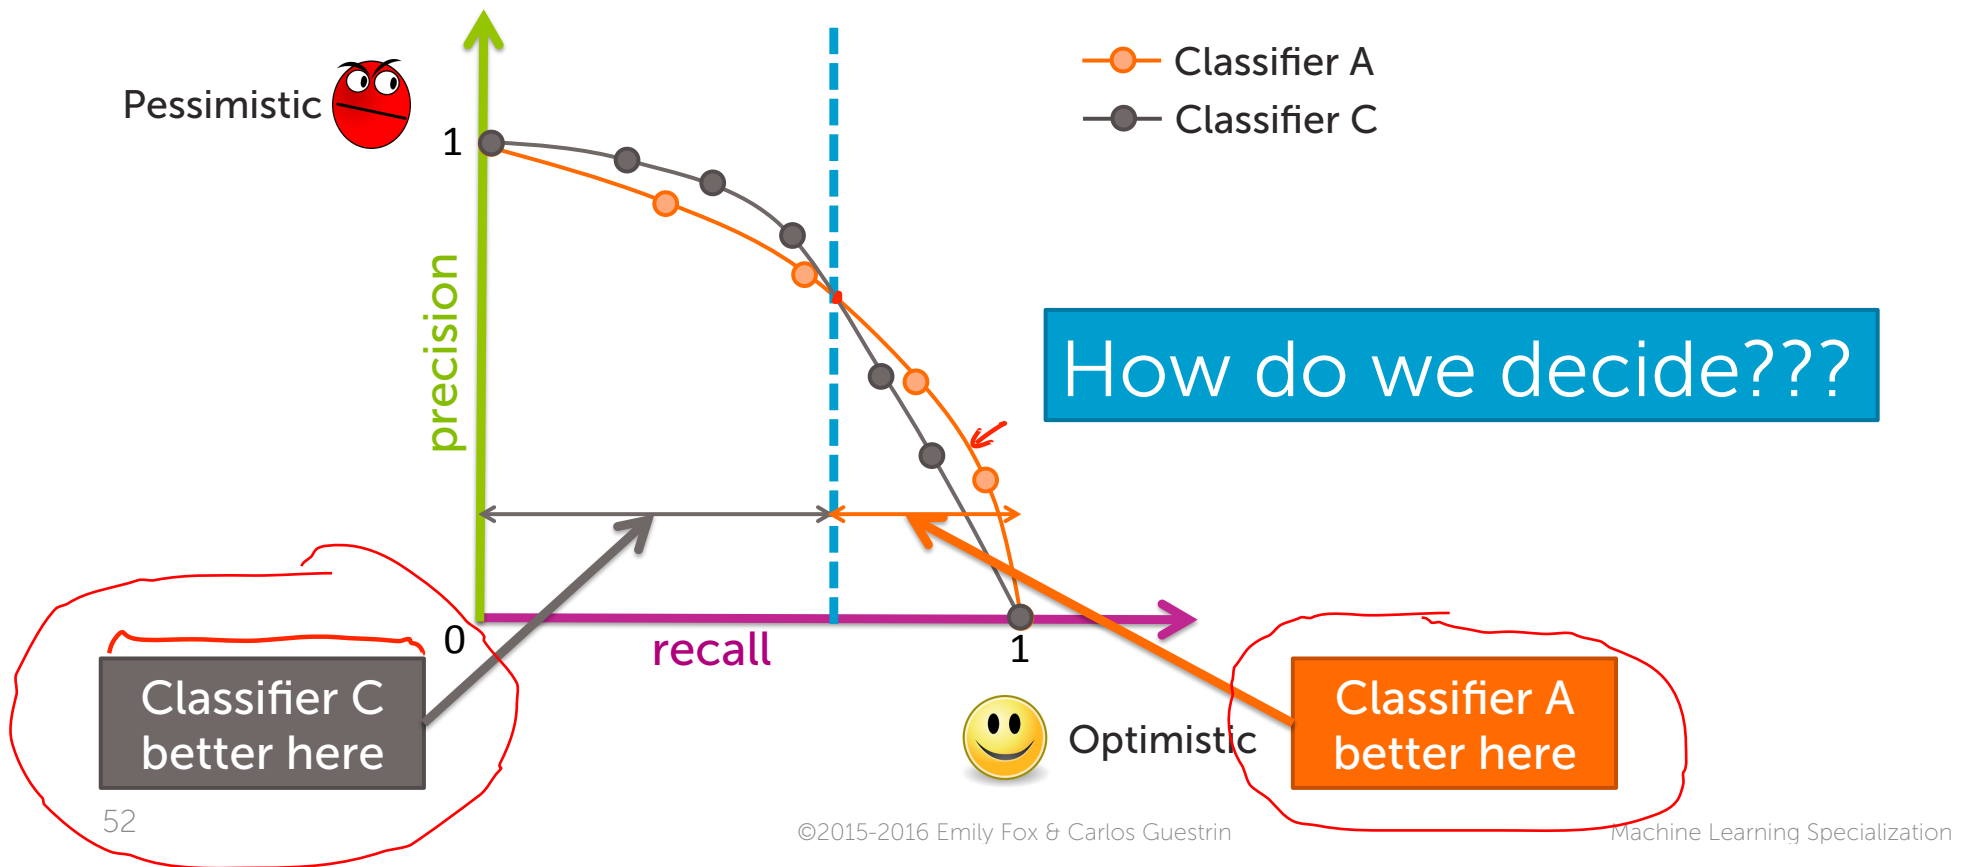 Pessimistic
Classifier A
Classifier C
1
precision
How do we decide???
0
recall
1
Classifier C
better here
Optimistic
Classifier A
better here
52
©2015-2016 Emily Fox & Carlos Guestrin
Machine Learning Specialization